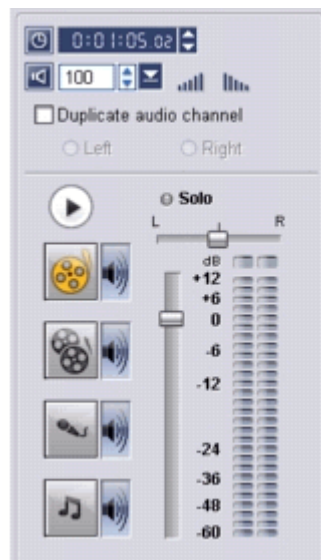 0:01:05.02
100
Duplicate audio channel
Left Right
Solo
L R
dB
+12
+6
0
-6
-12
-24
-36
-48
-60